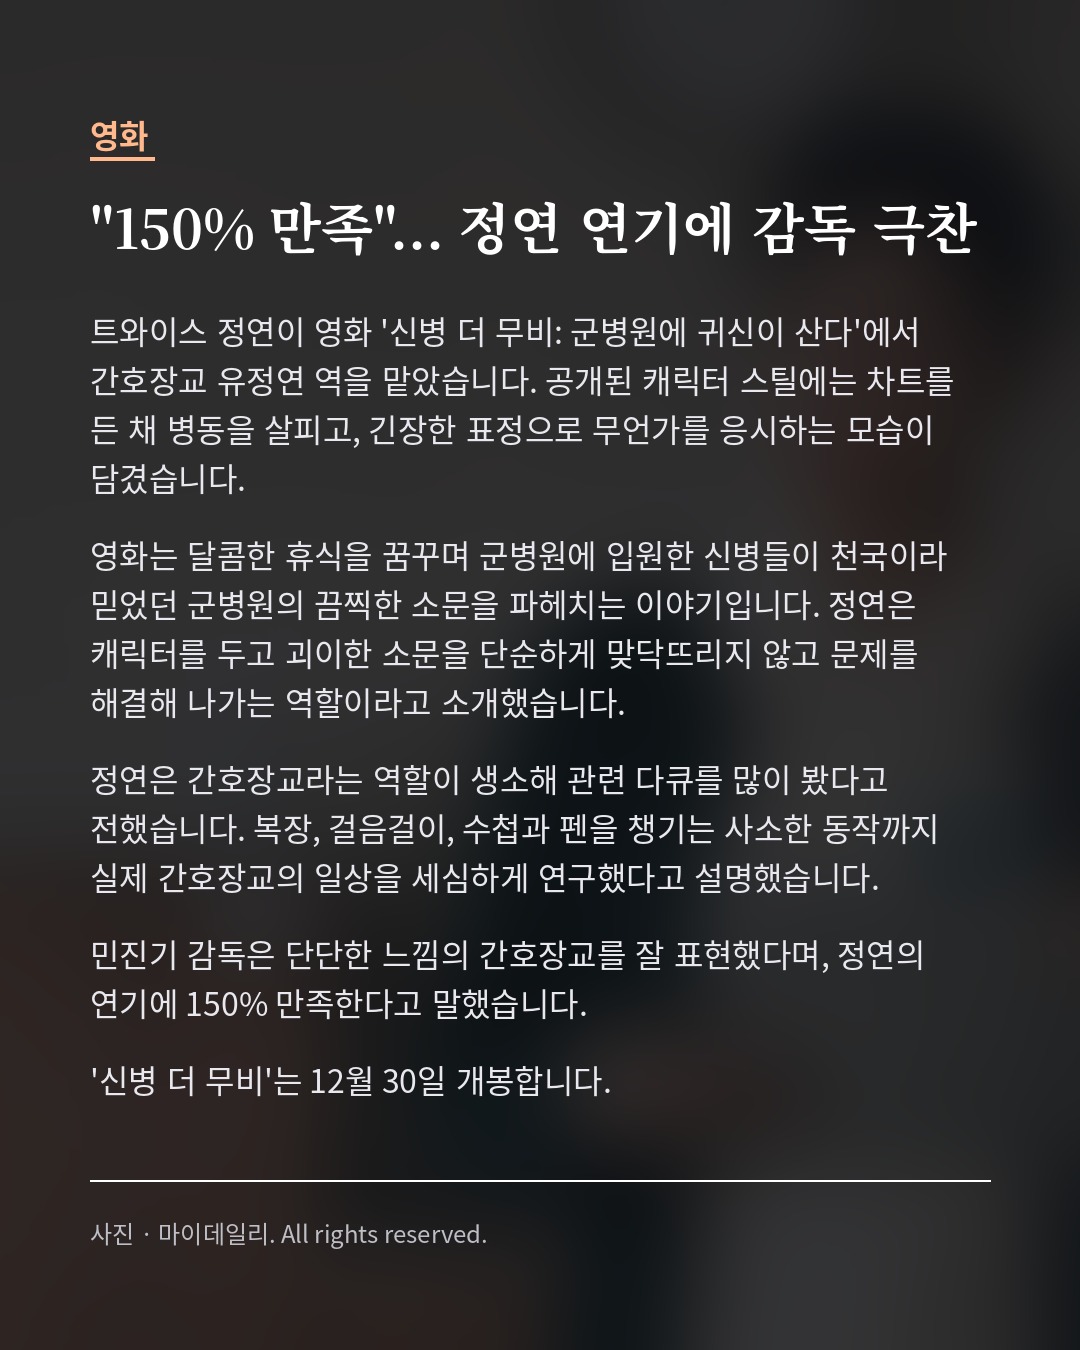 영화
"150% 만족"... 정연 연기에 감독 극찬
트와이스 정연이 영화 '신병 더 무비: 군병원에 귀신이 산다'에서
간호장교 유정연 역을 맡았습니다. 공개된 캐릭터 스틸에는 차트를
든 채 병동을 살피고, 긴장한 표정으로 무언가를 응시하는 모습이
담겼습니다.
영화는 달콤한 휴식을 꿈꾸며 군병원에 입원한 신병들이 천국이라
믿었던 군병원의 끔찍한 소문을 파헤치는 이야기입니다. 정연은
캐릭터를 두고 괴이한 소문을 단순하게 맞닥뜨리지 않고 문제를
해결해 나가는 역할이라고 소개했습니다.
정연은 간호장교라는 역할이 생소해 관련 다큐를 많이 봤다고
전했습니다. 복장, 걸음걸이, 수첩과 펜을 챙기는 사소한 동작까지
실제 간호장교의 일상을 세심하게 연구했다고 설명했습니다.
민진기 감독은 단단한 느낌의 간호장교를 잘 표현했다며, 정연의
연기에 150% 만족한다고 말했습니다.
'신병 더 무비'는 12월 30일 개봉합니다.
사진 · 마이데일리. All rights reserved.